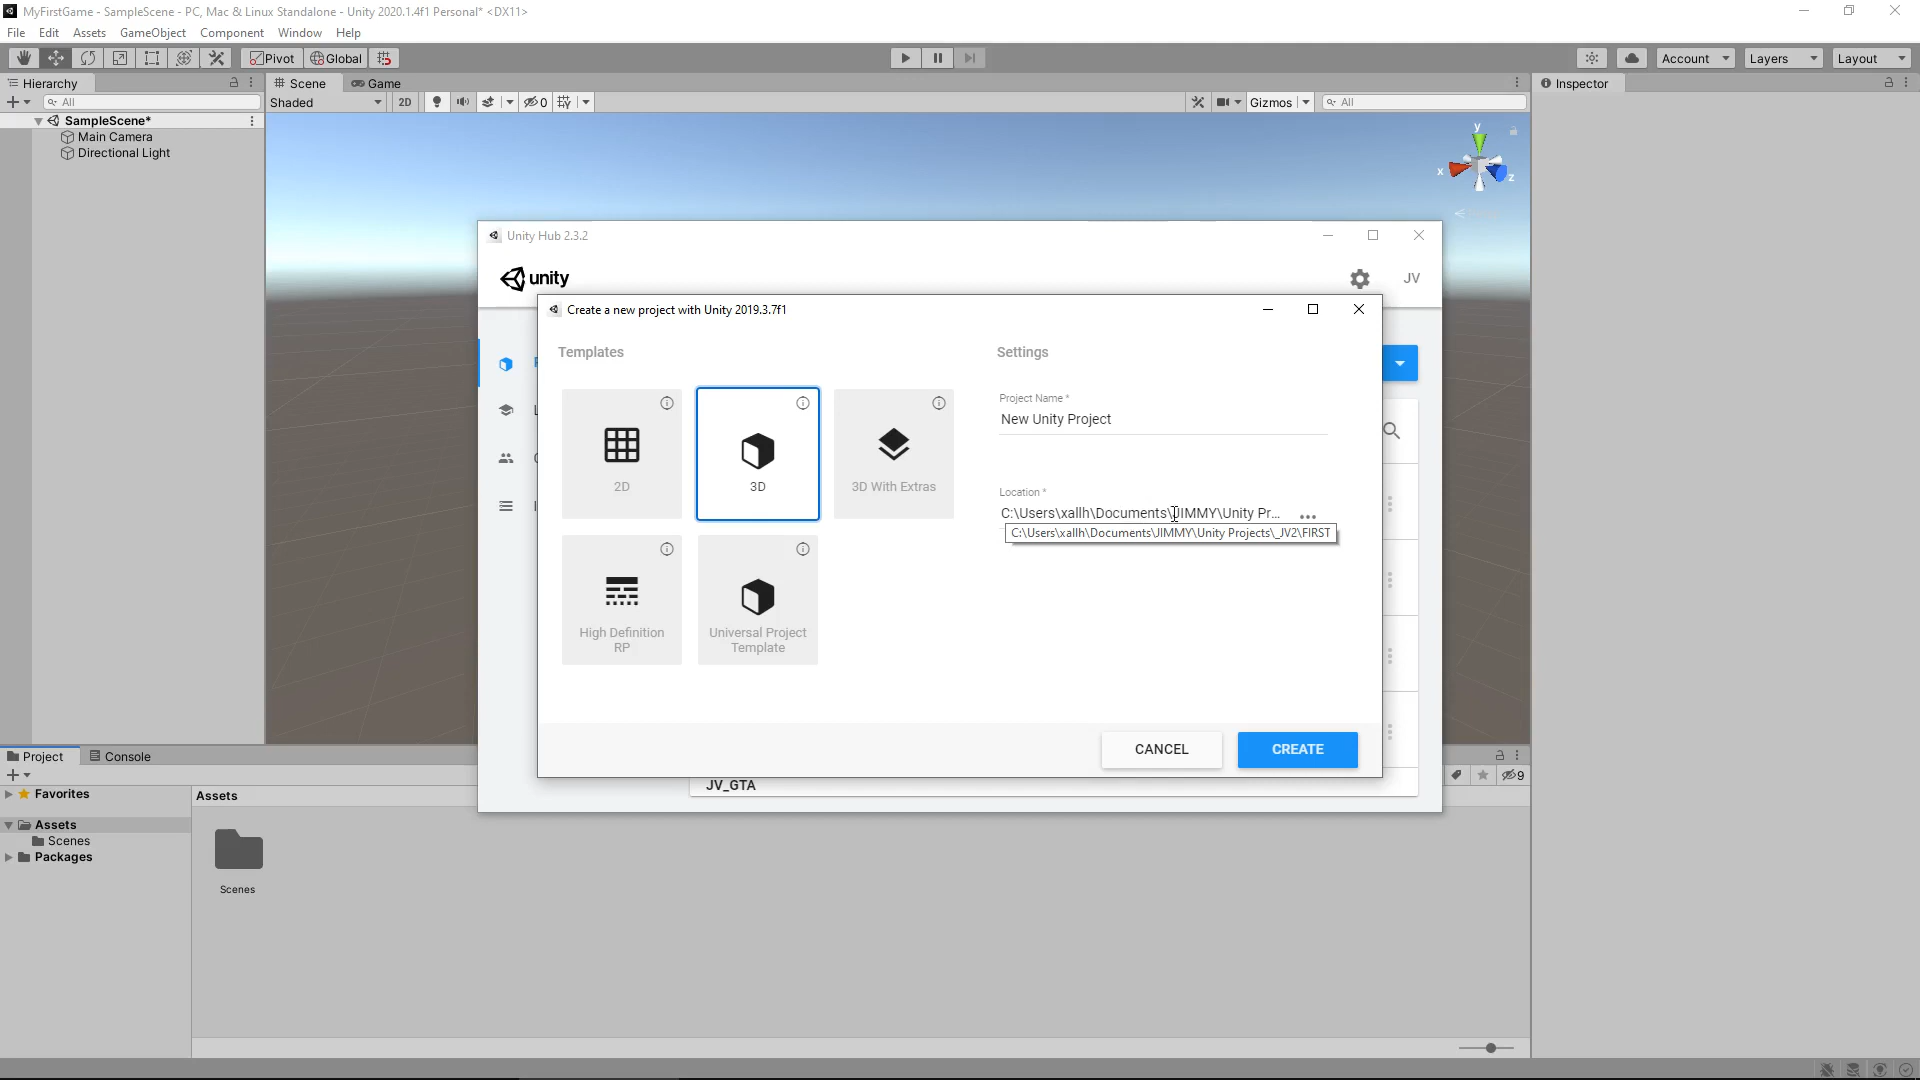 MyFirstGame - SampleScene - PC, Mac & Linux Standalone - Unity 2020.1.4f1 Personal* <DX11>
File Edit Assets GameObject Component Window Help
Pivot Global Account Layers Layout
Hierarchy Scene Game Inspector
All Shaded 2D 0 Gizmos All
SampleScene*
Main Camera
Directional Light
y
x
z
Unity Hub 2.3.2
unity JV
Create a new project with Unity 2019.3.7f1
Templates Settings
2D
3D
3D With Extras
High Definition
RP
Universal Project
Template
Project Name *
New Unity Project
Location *
C:\Users\xallh\Documents\JIMMY\Unity Pr... 
C:\Users\xallh\Documents\JIMMY\Unity Projects\_JV2\FIRST
CANCEL CREATE
JV_GTA
Project Console
9
Favorites
Assets
Scenes
Packages
Assets
Scenes